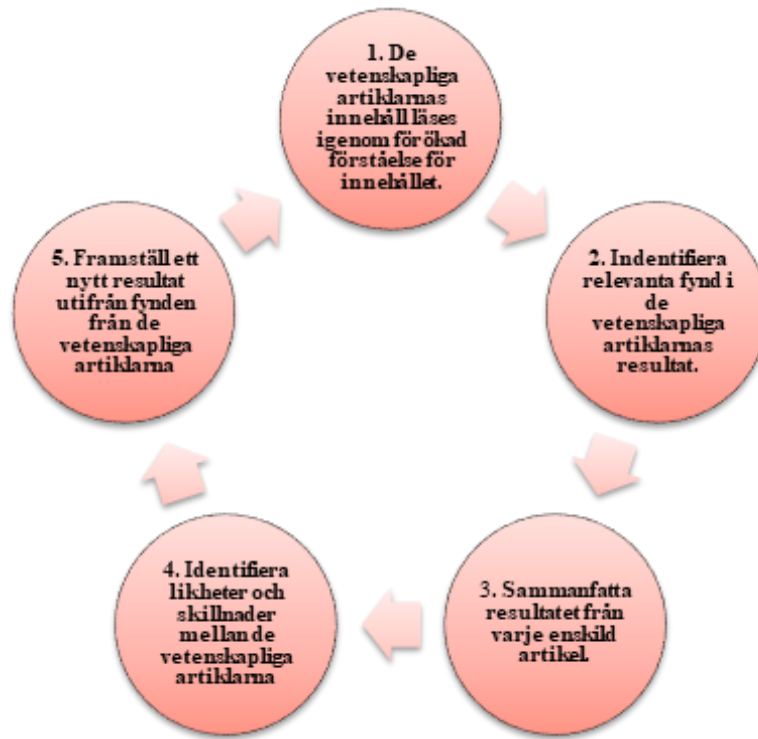 1. De
vetenskapliga
artiklarnas
innehåll läses
igenom för ökad
förståelse för
innehållet.
2. Indentifiera
relevanta fynd i
de
vetenskapliga
artiklarnas
resultat.
3. Sammanfatta
resultatet från
varje enskild
artikel.
4. Identifiera
likheter och
skillnader
mellan de
vetenskapliga
artiklarna
5. Framställ ett
nytt resultat
utifrån fynden
från de
vetenskapliga
artiklarna